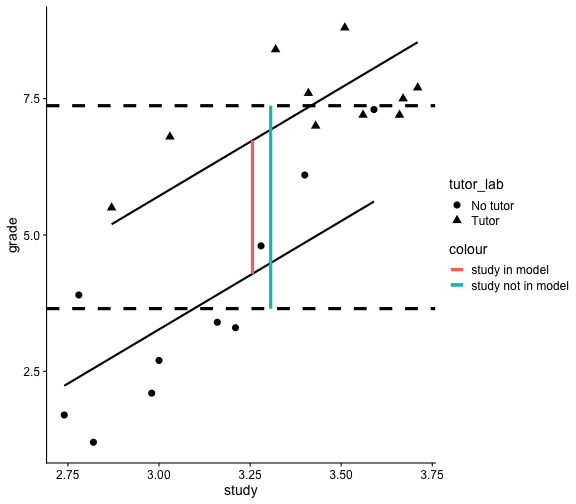 grade
7.5
5.0
2.5
2.75
3.00
3.25
3.50
3.75
study
tutor_lab
No tutor
Tutor
colour
study in model
study not in model